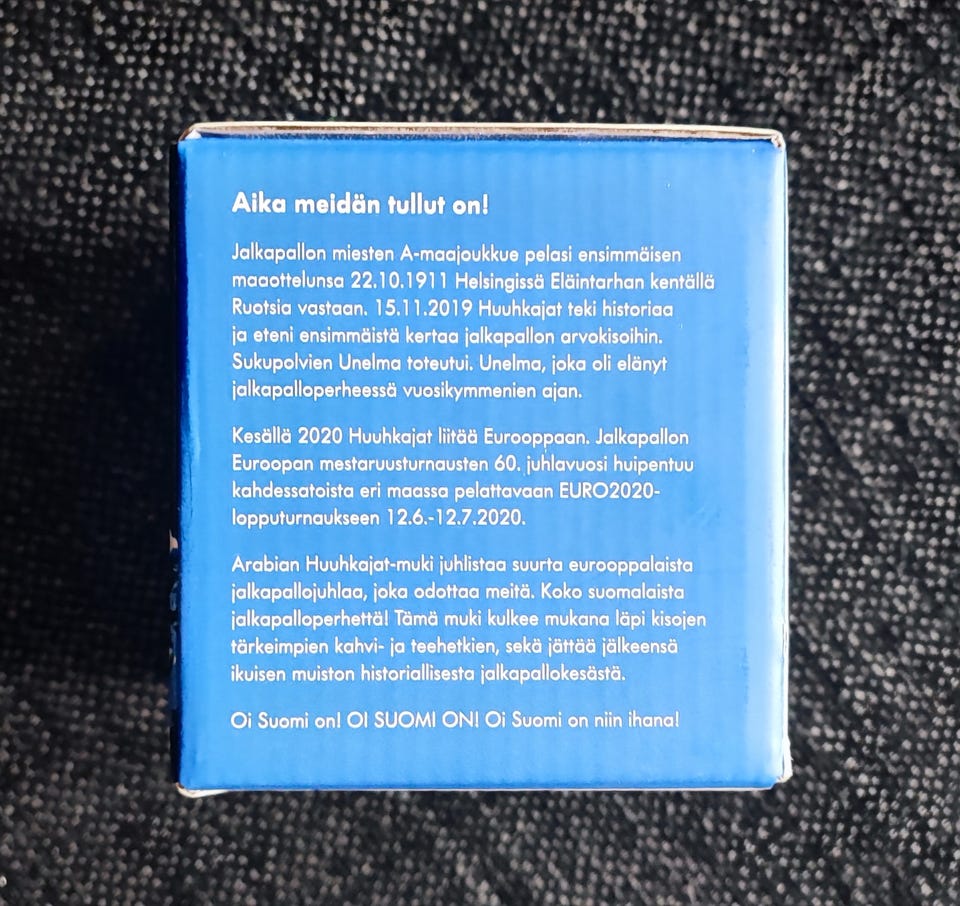 Aika meidän tullut on!
Jalkapallon miesten A-maajoukkue pelasi ensimmäisen
maaottelunsa 22.10.1911 Helsingissä Eläintarhan kentällä
Ruotsia vastaan. 15.11.2019 Huuhkajat teki historiaa
ja eteni ensimmäistä kertaa jalkapallon arvokisoihin.
Sukupolvien Unelma toteutui. Unelma, joka oli elänyt
jalkapalloperheessä vuosikymmenien ajan.
Kesällä 2020 Huuhkajat liitää Eurooppaan. Jalkapallon
Euroopan mestaruusturnausten 60. juhlavuosi huipentuu
kahdessatoista eri maassa pelattavaan EURO2020-
lopputurnaukseen 12.6.-12.7.2020.
Arabian Huuhkajat-muki juhlistaa suurta eurooppalaista
jalkapallojuhlaa, joka odottaa meitä. Koko suomalaista
jalkapalloperhettä! Tämä muki kulkee mukana läpi kisojen
tärkeimpien kahvi- ja teehetkien, sekä jättää jälkeensä
ikuisen muiston historiallisesta jalkapallokesästä.
Oi Suomi on! OI SUOMI ON! Oi Suomi on niin ihana!